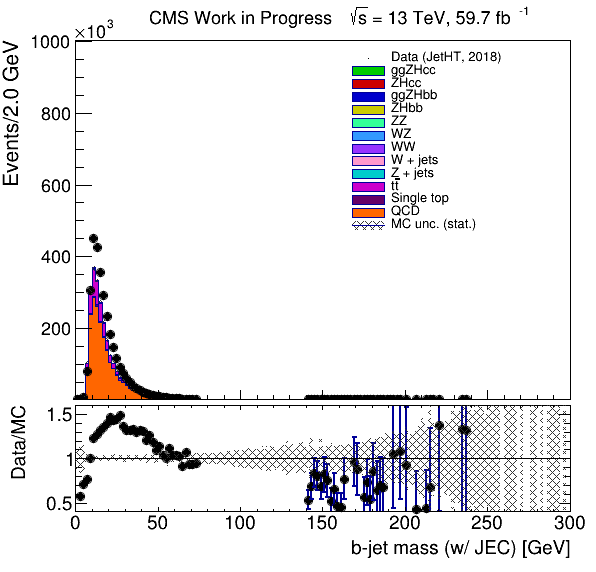 CMS Work in Progress √s = 13 TeV, 59.7 fb -1
×10³
Events/2.0 GeV
1000
800
600
400
200
Data (JetHT, 2018)
ggZHcc
ZHcc
ggZHbb
ZHbb
ZZ
WZ
WW
W + jets
Z + jets
tt̅
Single top
QCD
MC unc. (stat.)
Data/MC
1.5
1
0.5
0 50 100 150 200 250 300
b-jet mass (w/ JEC) [GeV]